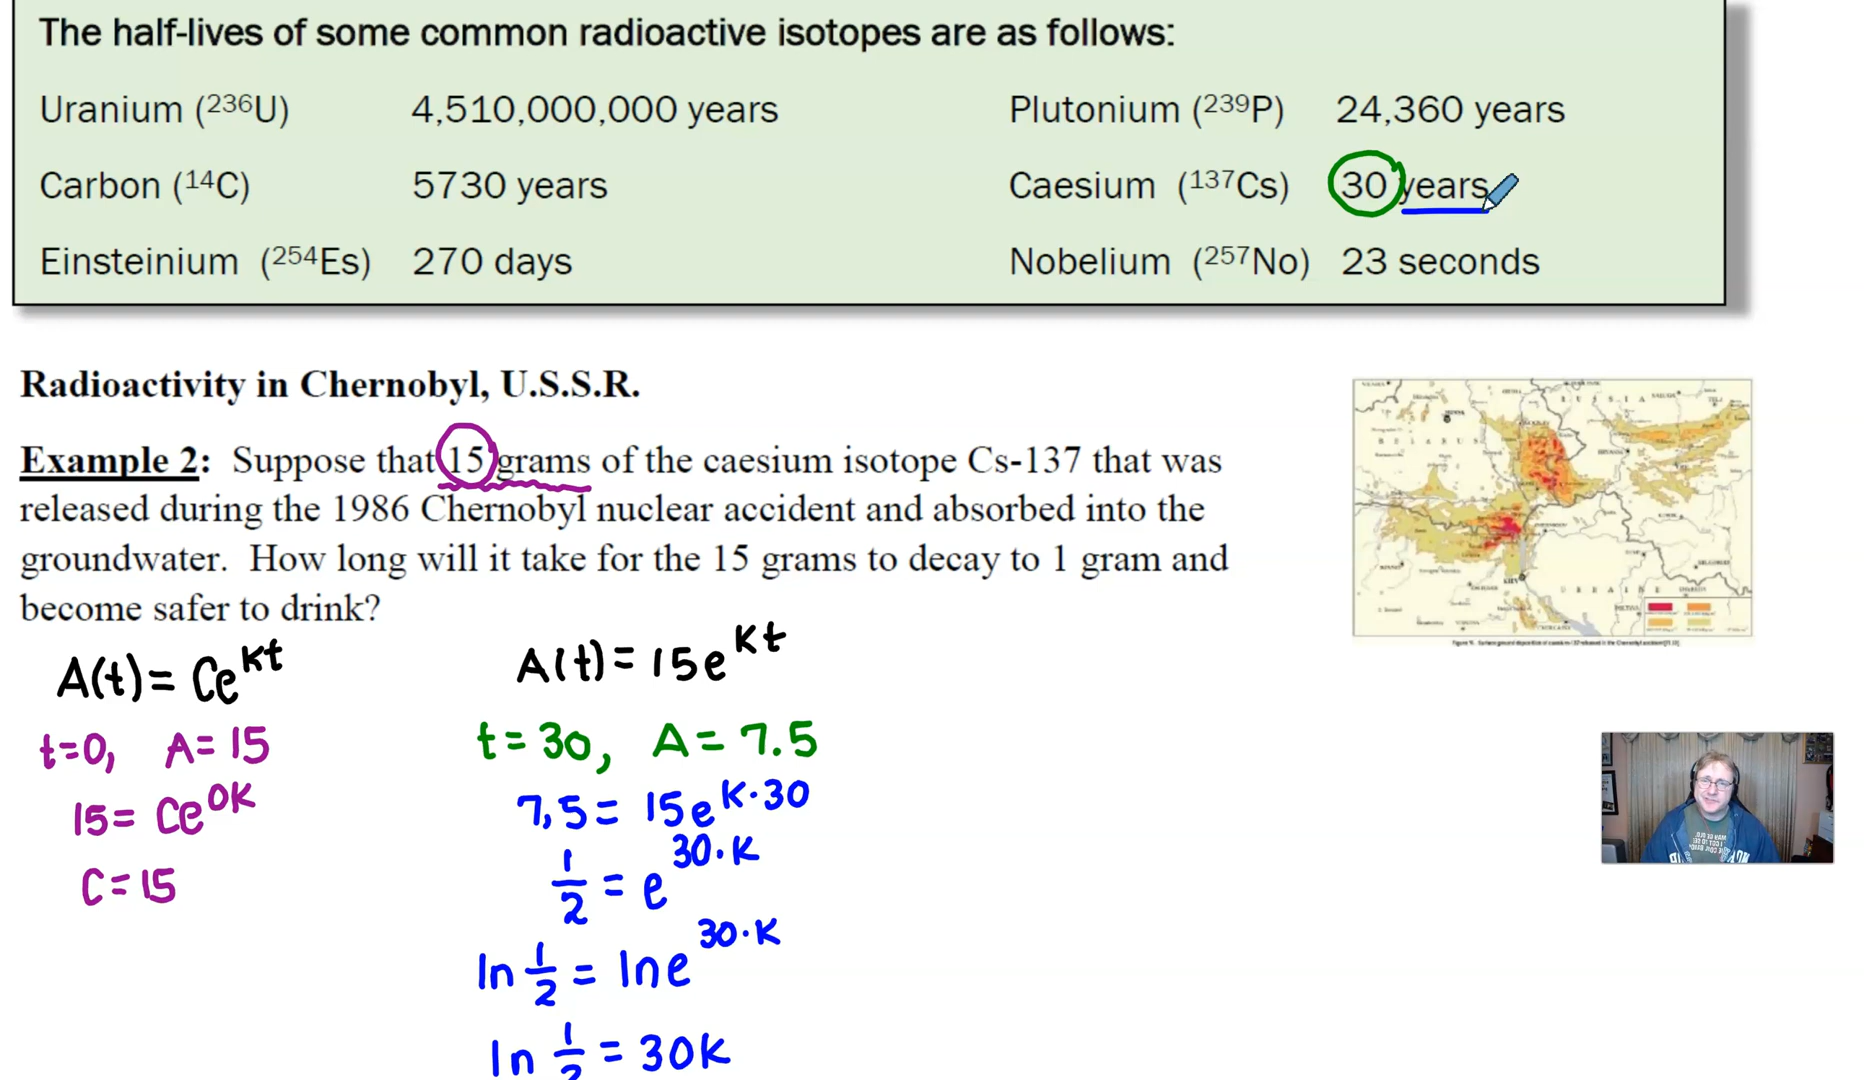 The half-lives of some common radioactive isotopes are as follows:
Uranium (²³⁶U) 4,510,000,000 years Plutonium (²³⁹P) 24,360 years
Carbon (¹⁴C) 5730 years Caesium (¹³⁷Cs) 30 years
Einsteinium (²⁵⁴Es) 270 days Nobelium (²⁵⁷No) 23 seconds
Radioactivity in Chernobyl, U.S.S.R.
Example 2: Suppose that 15 grams of the caesium isotope Cs-137 that was
released during the 1986 Chernobyl nuclear accident and absorbed into the
groundwater. How long will it take for the 15 grams to decay to 1 gram and
become safer to drink?
A(t) = Ce^kt
t=0, A= 15
15= Ce^0K
C=15
A(t)= 15e^kt
t= 30, A= 7.5
7,5= 15e^K·30
1/2 = e^30·K
ln 1/2 = lne^30·K
ln 1/2 = 30K